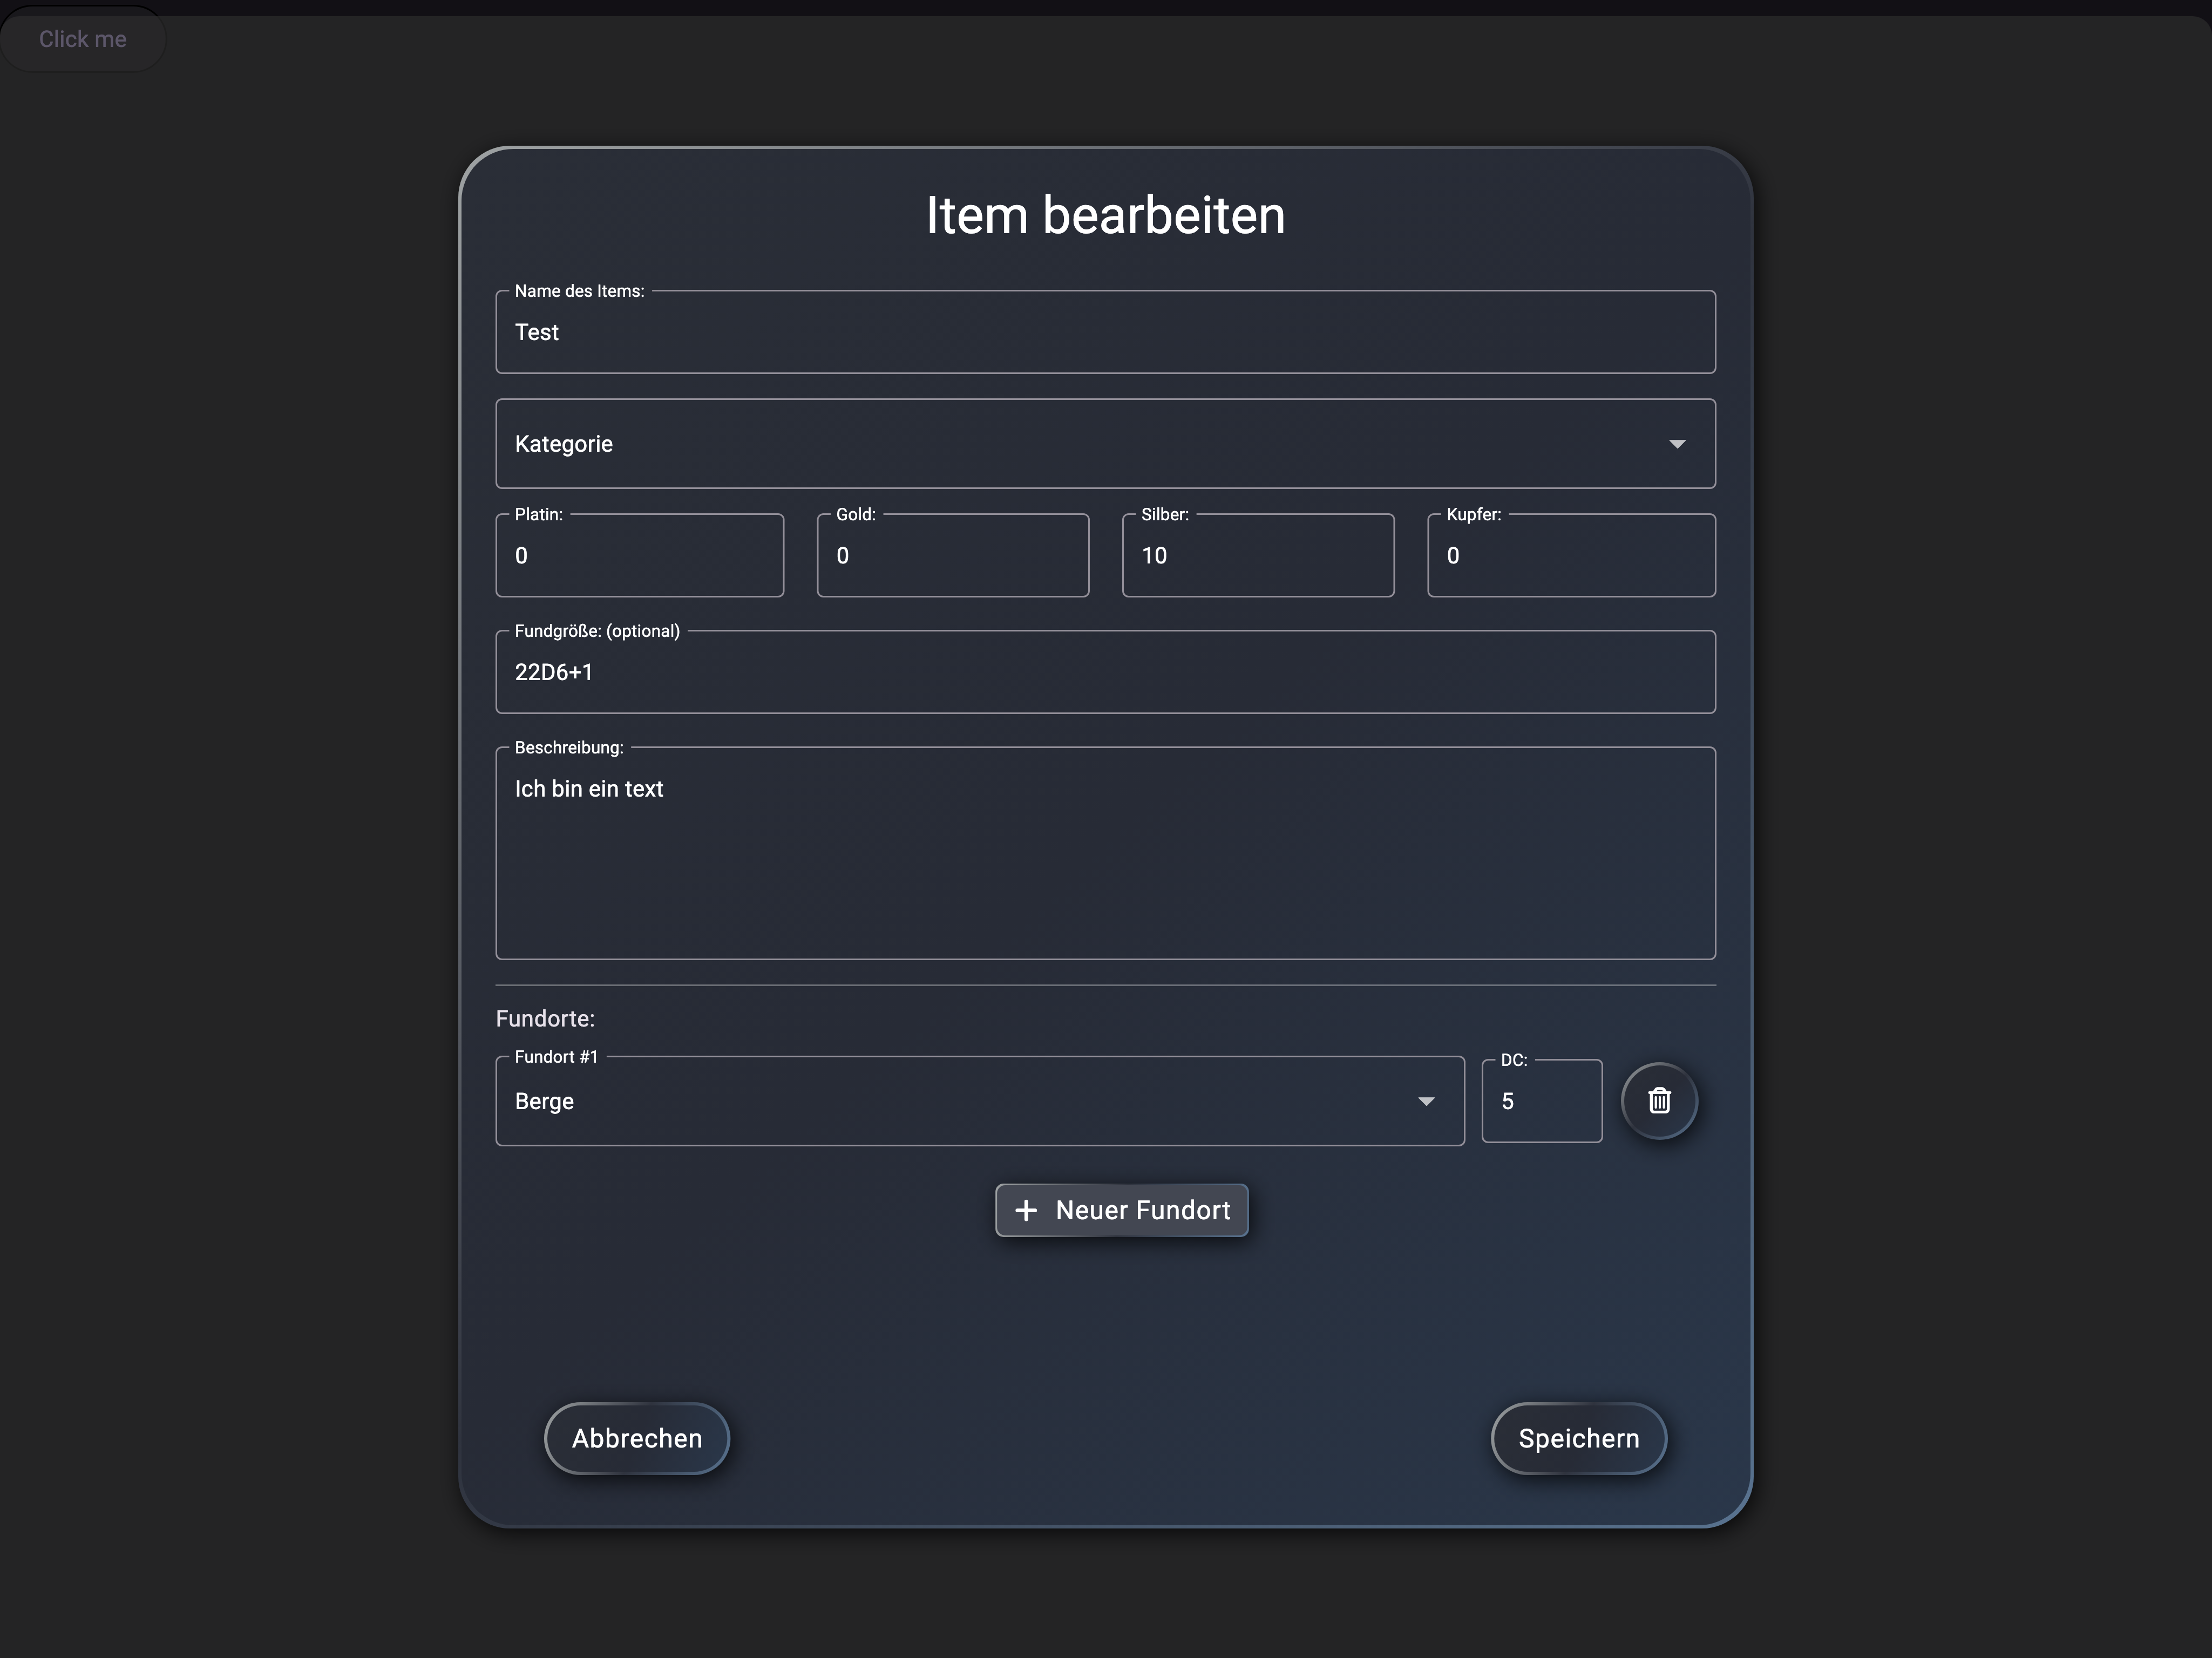 Click me
Item bearbeiten
Name des Items:
Test
Kategorie
Platin: Gold: Silber: Kupfer:
0 0 10 0
Fundgröße: (optional)
22D6+1
Beschreibung:
Ich bin ein text
Fundorte:
Fundort #1 DC:
Berge 5
+ Neuer Fundort
Abbrechen Speichern